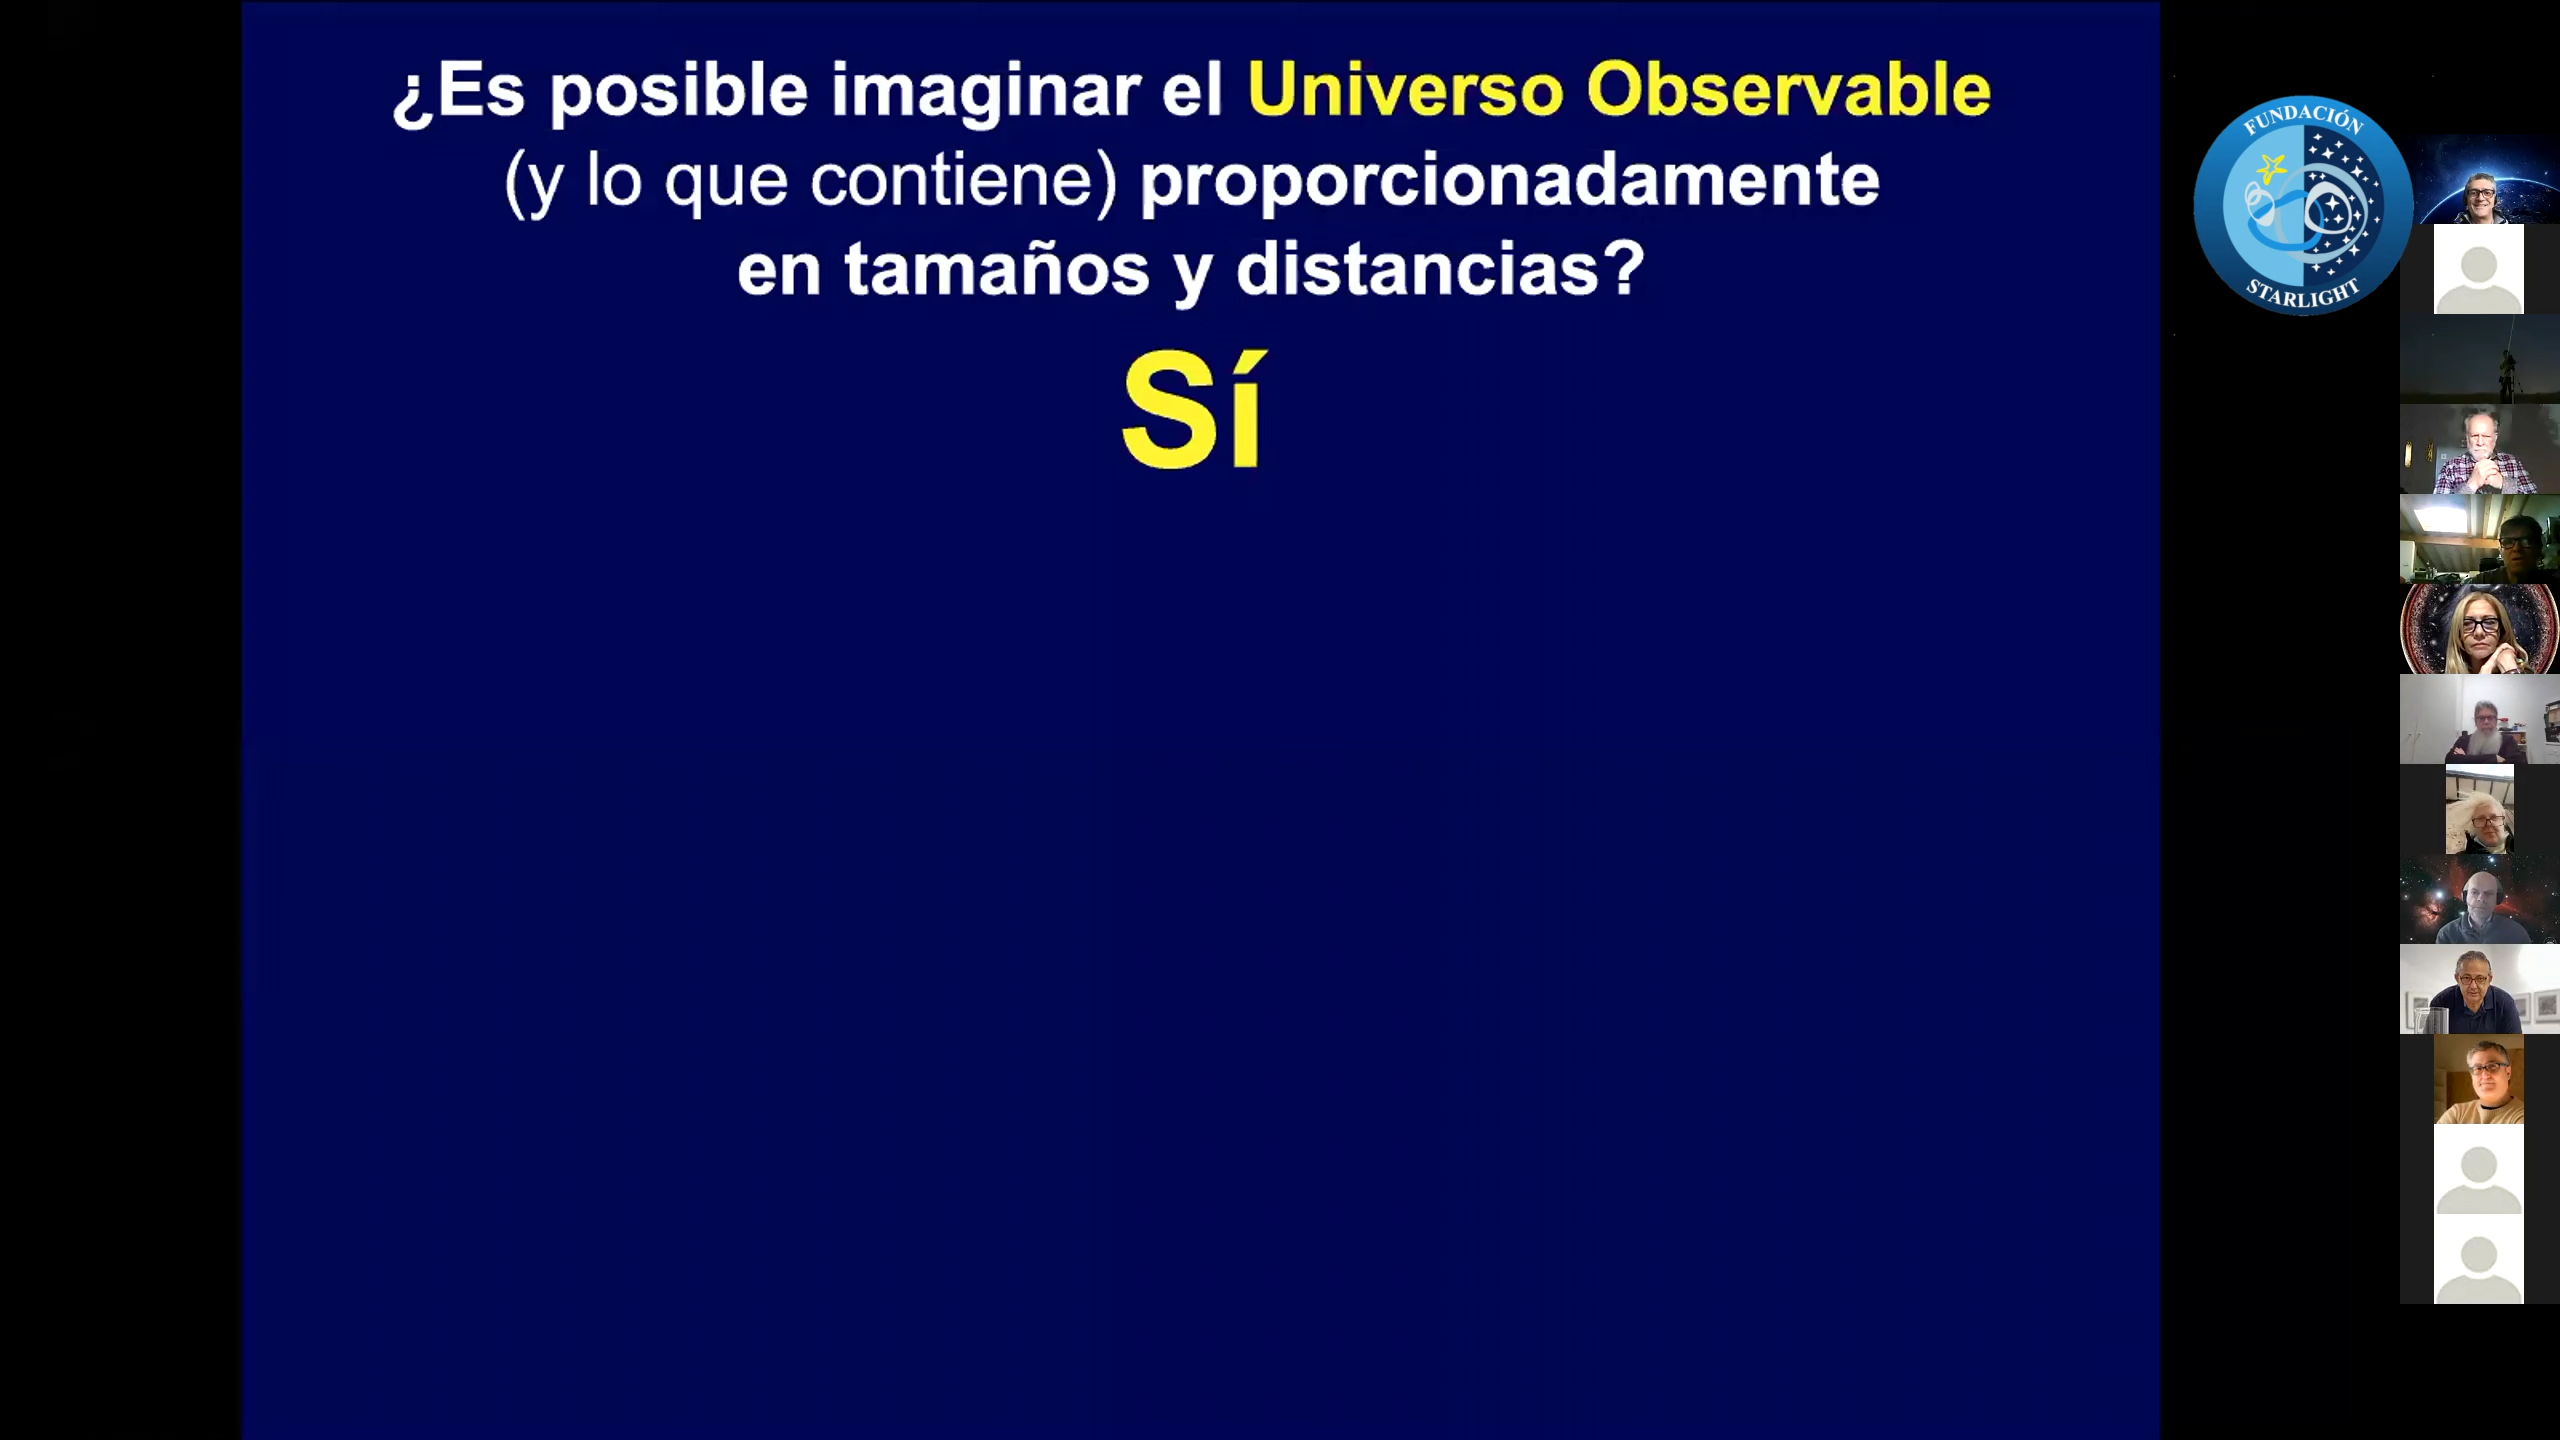 ¿Es posible imaginar el Universo Observable
(y lo que contiene) proporcionadamente
en tamaños y distancias?
Sí
FUNDACIÓN
STARLIGHT